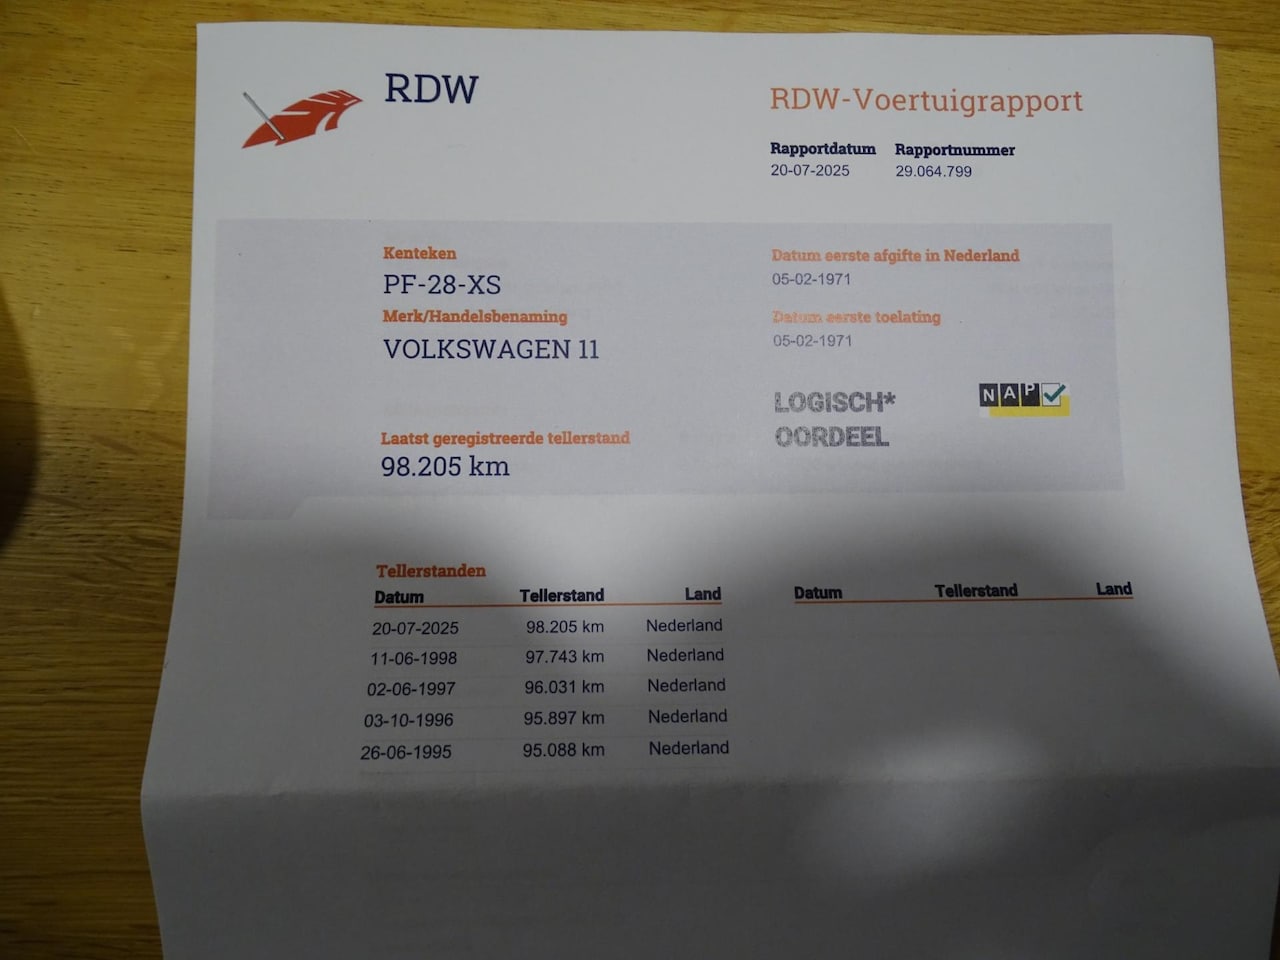 RDW
RDW-Voertuigrapport
Rapportdatum Rapportnummer
20-07-2025 29.064.799
Kenteken
PF-28-XS
Merk/Handelsbenaming
VOLKSWAGEN 11
Laatst geregistreerde tellerstand
98.205 km
Datum eerste afgifte in Nederland
05-02-1971
Datum eerste toelating
05-02-1971
LOGISCH*
OORDEEL
NAP
Tellerstanden
Datum Tellerstand Land Datum Tellerstand Land
20-07-2025 98.205 km Nederland
11-06-1998 97.743 km Nederland
02-06-1997 96.031 km Nederland
03-10-1996 95.897 km Nederland
26-06-1995 95.088 km Nederland